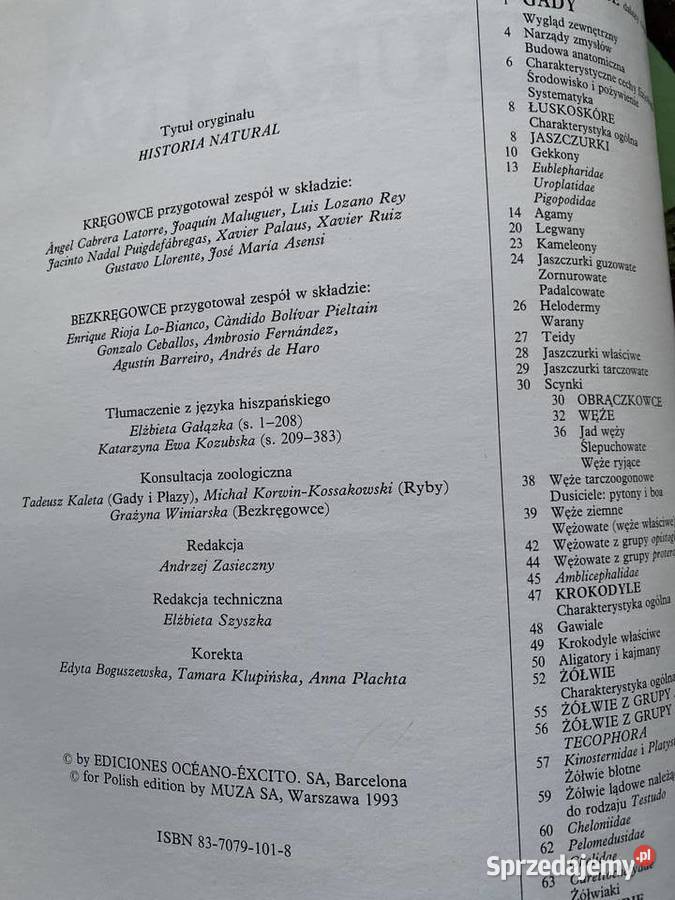 Tytuł oryginału
HISTORIA NATURAL
KRĘGOWCE przygotował zespół w składzie:
Ángel Cabrera Latorre, Joaquín Maluguer, Luis Lozano Rey
Jacinto Nadal Puigdefábregas, Xavier Palaus, Xavier Ruiz
Gustavo Llorente, José María Asensi
BEZKRĘGOWCE przygotował zespół w składzie:
Enrique Rioja Lo-Bianco, Càndido Bolívar Pieltain
Gonzalo Ceballos, Ambrosio Fernández,
Agustín Barreiro, Andrés de Haro
Tłumaczenie z języka hiszpańskiego
Elżbieta Gałązka (s. 1–208)
Katarzyna Ewa Kozubska (s. 209–383)
Konsultacja zoologiczna
Tadeusz Kaleta (Gady i Płazy), Michał Korwin-Kossakowski (Ryby)
Grażyna Winiarska (Bezkręgowce)
Redakcja
Andrzej Zasieczny
Redakcja techniczna
Elżbieta Szyszka
Korekta
Edyta Boguszewska, Tamara Klupińska, Anna Płachta
© by EDICIONES OCÉANO-ÉXCITO. SA, Barcelona
© for Polish edition by MUZA SA, Warszawa 1993
ISBN 83-7079-101-8
GADY
Wygląd zewnętrzny
4 Narządy zmysłów
Budowa anatomiczna
6 Charakterystyczne cechy
Środowisko i pożywienie
Systematyka
8 ŁUSKOSKÓRE
Charakterystyka ogólna
8 JASZCZURKI
10 Gekkony
13 Eublepharidae
Uroplatidae
Pigopodidae
14 Agamy
20 Legwany
23 Kameleony
24 Jaszczurki guzowate
Zornurowate
Padalcowate
26 Helodermy
Warany
27 Teidy
28 Jaszczurki właściwe
29 Jaszczurki tarczowate
30 Scynki
30 OBRĄCZKOWCE
32 WĘŻE
36 Jad węży
Ślepuchowate
Węże ryjące
38 Węże tarczoogonowe
Dusiciele: pytony i boa
39 Węże ziemne
Wężowate (węże właściwe)
42 Wężowate z grupy
44 Wężowate z grupy
45 Amblicephalidae
47 KROKODYLE
Charakterystyka ogólna
48 Gawiale
49 Krokodyle właściwe
50 Aligatory i kajmany
52 ŻÓŁWIE
Charakterystyka ogólna
55 ŻÓŁWIE Z GRUPY
56 ŻÓŁWIE Z GRUPY
TECOPHORA
57 Kinosternidae i
Żółwie błotne
59 Żółwie lądowe
do rodzaju Testudo
60 Cheloniidae
62 Pelomedusidae
63
Żółwiaki
Sprzedajemy.pl